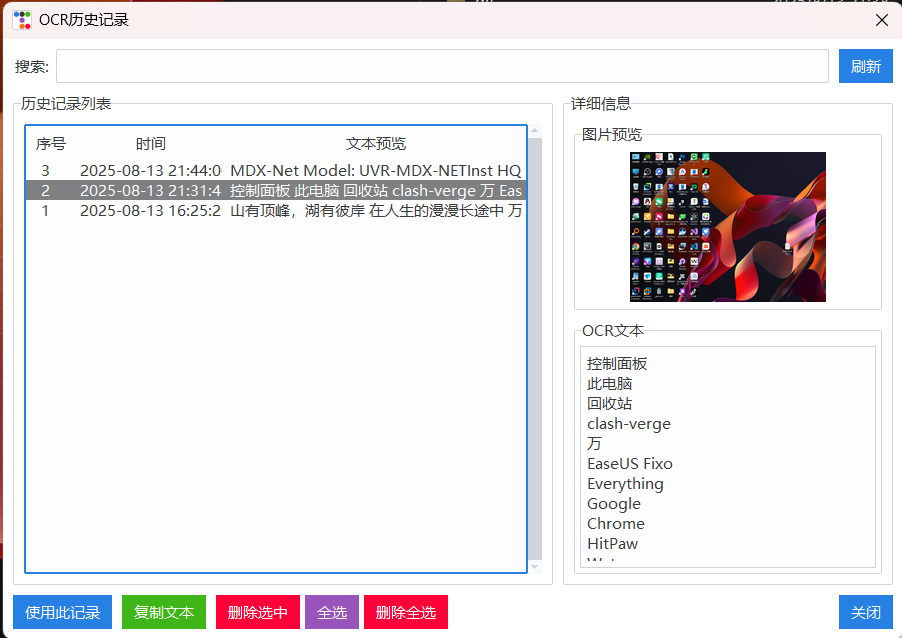 OCR历史记录
搜索:
刷新
历史记录列表
序号 时间 文本预览
3 2025-08-13 21:44:0 MDX-Net Model: UVR-MDX-NETInst HQ
2 2025-08-13 21:31:4 控制面板 此电脑 回收站 clash-verge 万 Eas
1 2025-08-13 16:25:2 山有顶峰，湖有彼岸 在人生的漫漫长途中 万
详细信息
图片预览
OCR文本
控制面板
此电脑
回收站
clash-verge
万
EaseUS Fixo
Everything
Google
Chrome
HitPaw
使用此记录 复制文本 删除选中 全选 删除全选 关闭